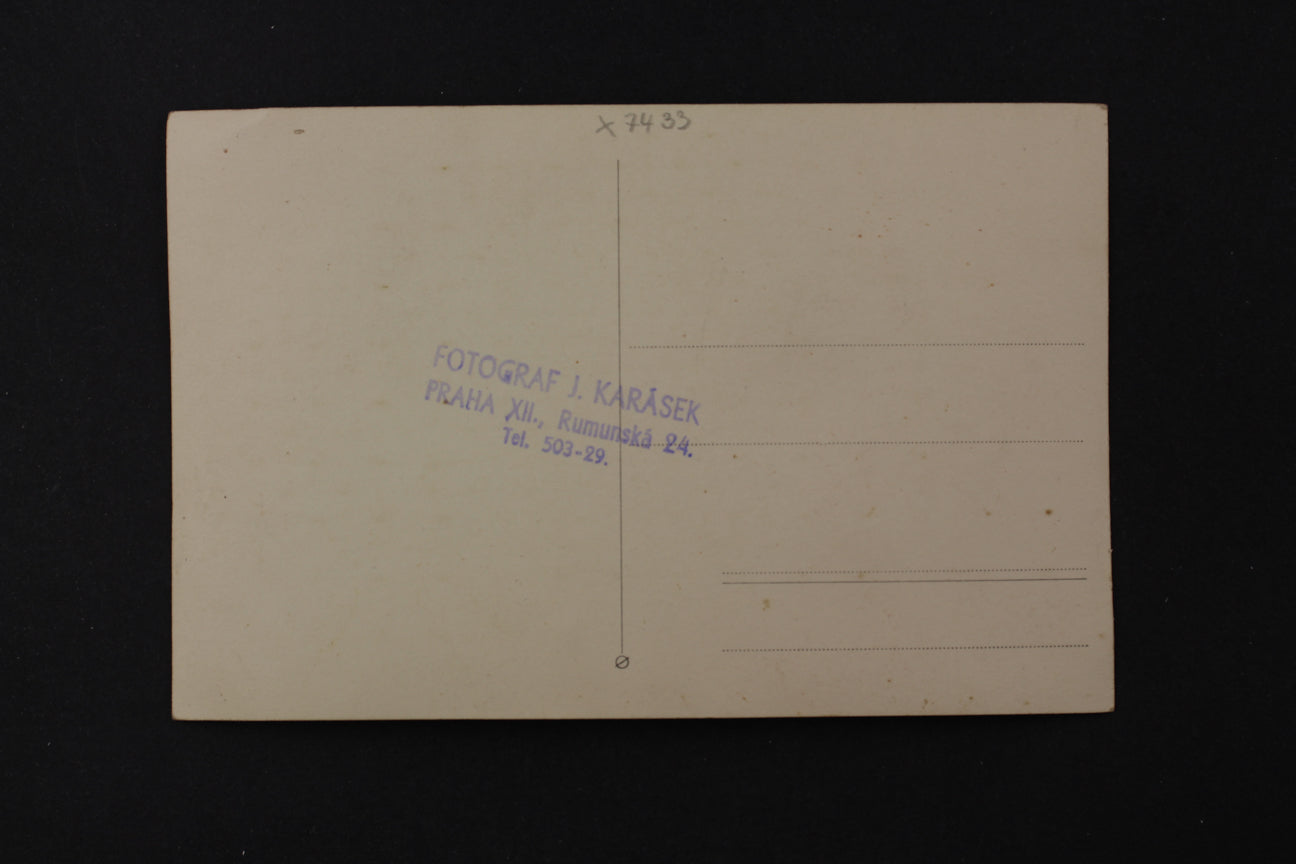 x 7433
FOTOGRAF J. KARÁSEK
PRAHA XII., Rumunská 24.
Tel. 503-29.